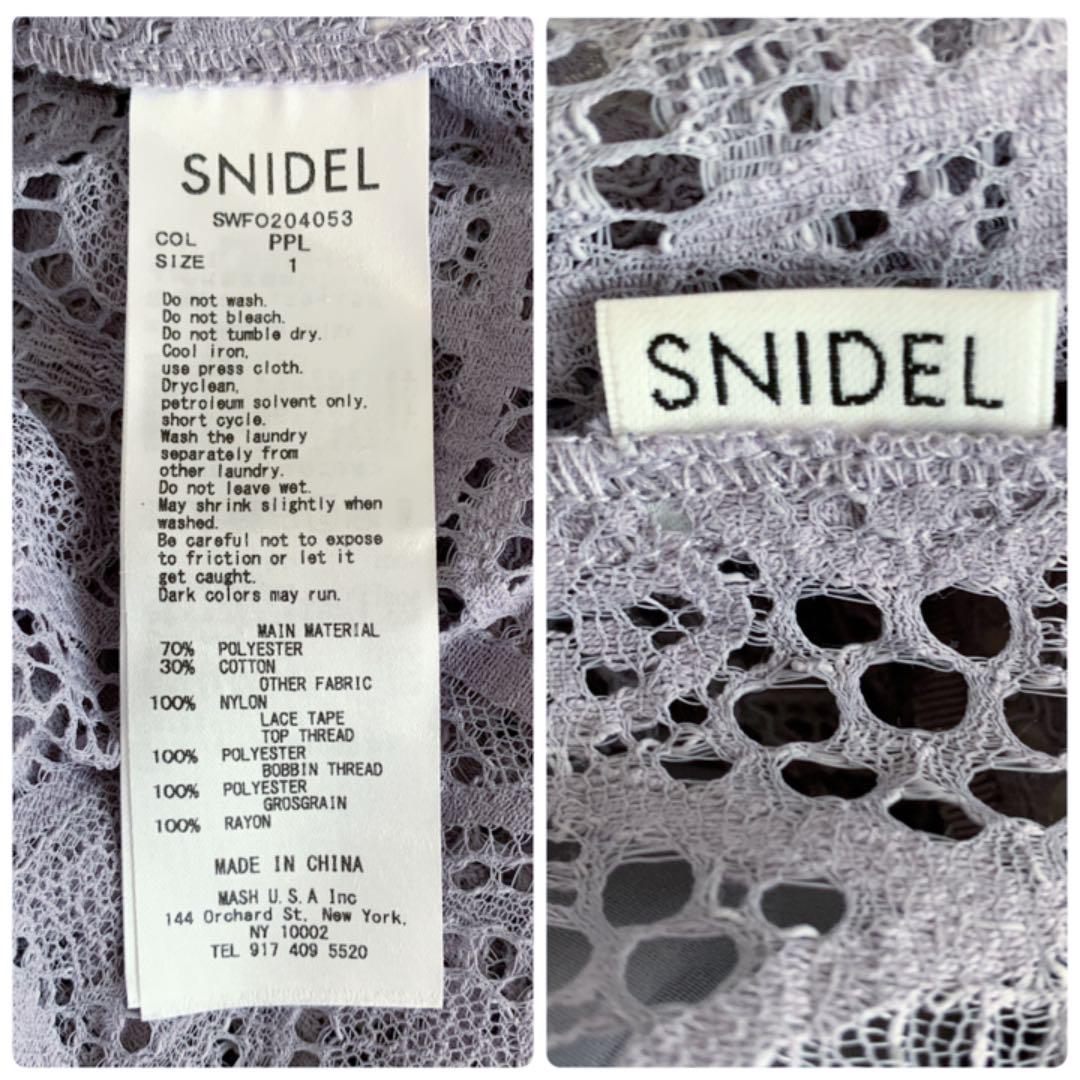 SNIDEL
SWFO204053
COL PPL
SIZE 1
Do not wash.
Do not bleach.
Do not tumble dry.
Cool iron,
use press cloth.
Dryclean,
petroleum solvent only,
short cycle.
Wash the laundry
separately from
other laundry.
Do not leave wet.
May shrink slightly when
washed.
Be careful not to expose
to friction or let it
get caught.
Dark colors may run.
MAIN MATERIAL
70% POLYESTER
30% COTTON
OTHER FABRIC
100% NYLON
LACE TAPE
TOP THREAD
100% POLYESTER
BOBBIN THREAD
100% POLYESTER
GROSGRAIN
100% RAYON
MADE IN CHINA
MASH U.S.A Inc
144 Orchard St, New York,
NY 10002
TEL 917 409 5520
SNIDEL